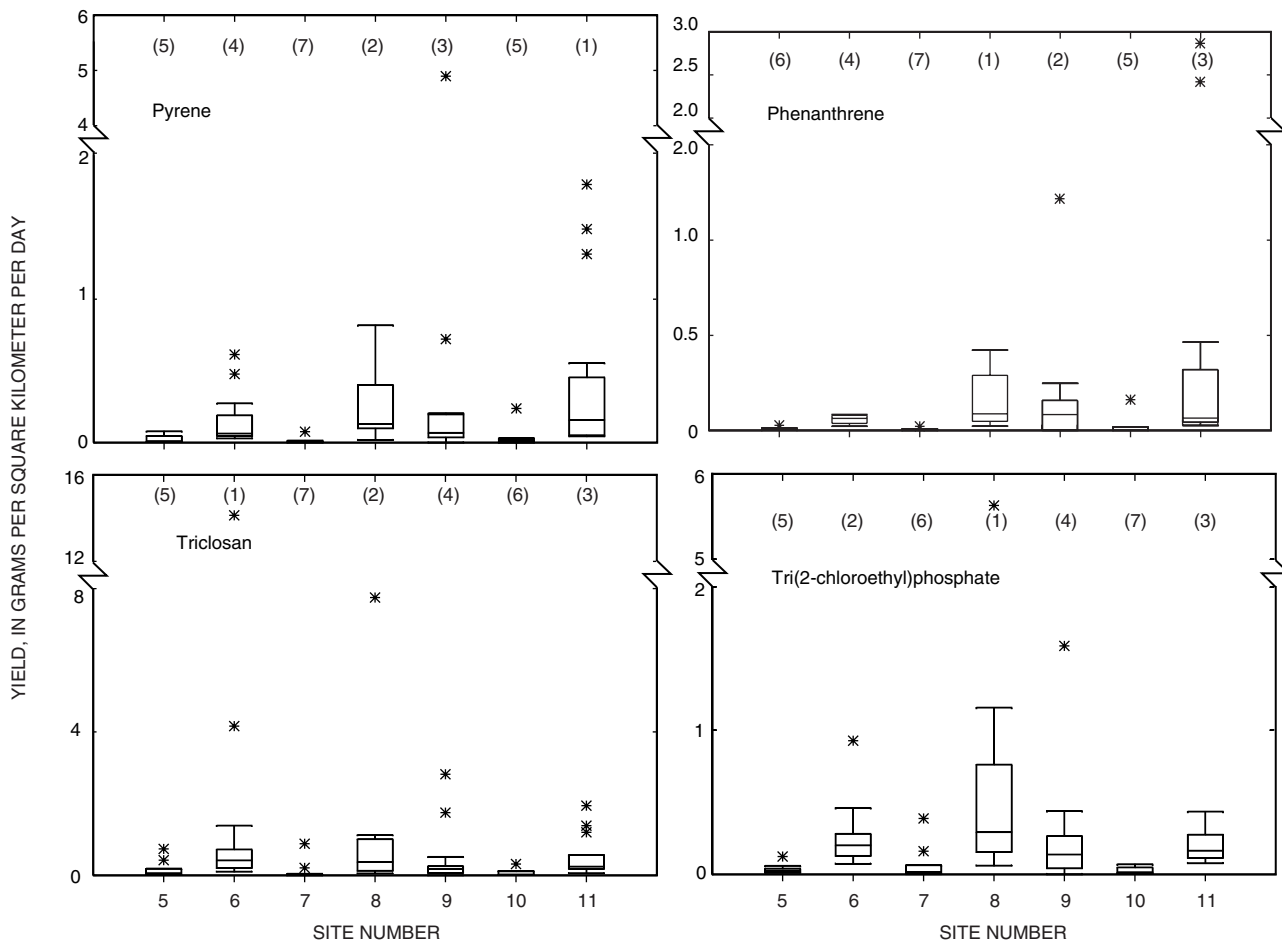 6
(5) (4) (7) (2) (3) (5) (1)
5
Pyrene
4
2
1
0
3.0
(6) (4) (7) (1) (2) (5) (3)
2.5
2.0
Phenanthrene
2.0
1.0
0.5
0
YIELD, IN GRAMS PER SQUARE KILOMETER PER DAY
16
(5) (1) (7) (2) (4) (6) (3)
Triclosan
12
8
4
0
5 6 7 8 9 10 11
SITE NUMBER
6
(5) (2) (6) (1) (4) (7) (3)
5
Tri(2-chloroethyl)phosphate
2
1
0
5 6 7 8 9 10 11
SITE NUMBER